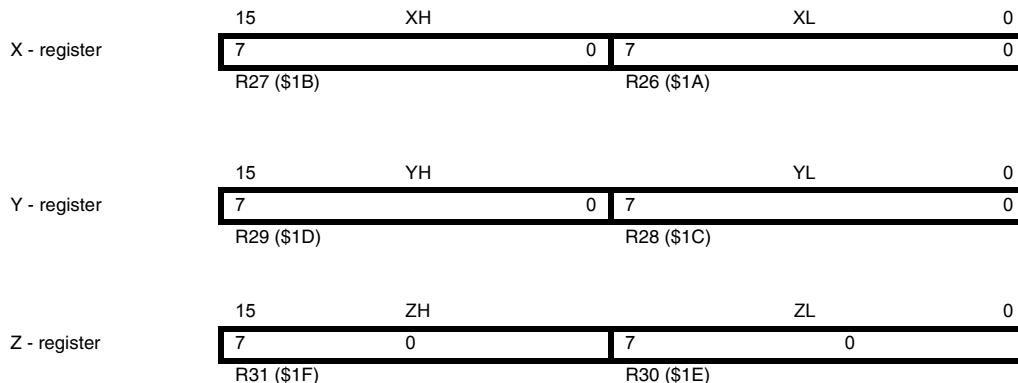 15 XH XL 0
X - register 7 0 7 0
R27 ($1B) R26 ($1A)
15 YH YL 0
Y - register 7 0 7 0
R29 ($1D) R28 ($1C)
15 ZH ZL 0
Z - register 7 0 7 0
R31 ($1F) R30 ($1E)